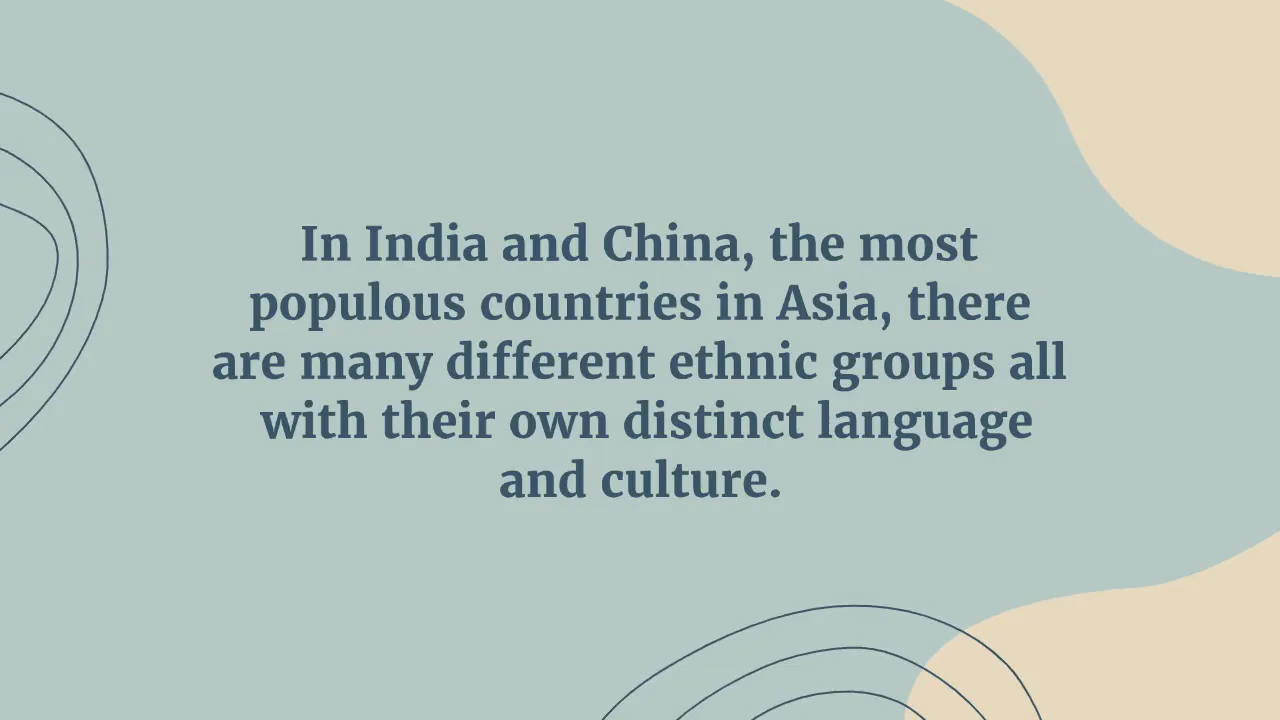 In India and China, the most
populous countries in Asia, there
are many different ethnic groups all
with their own distinct language
and culture.